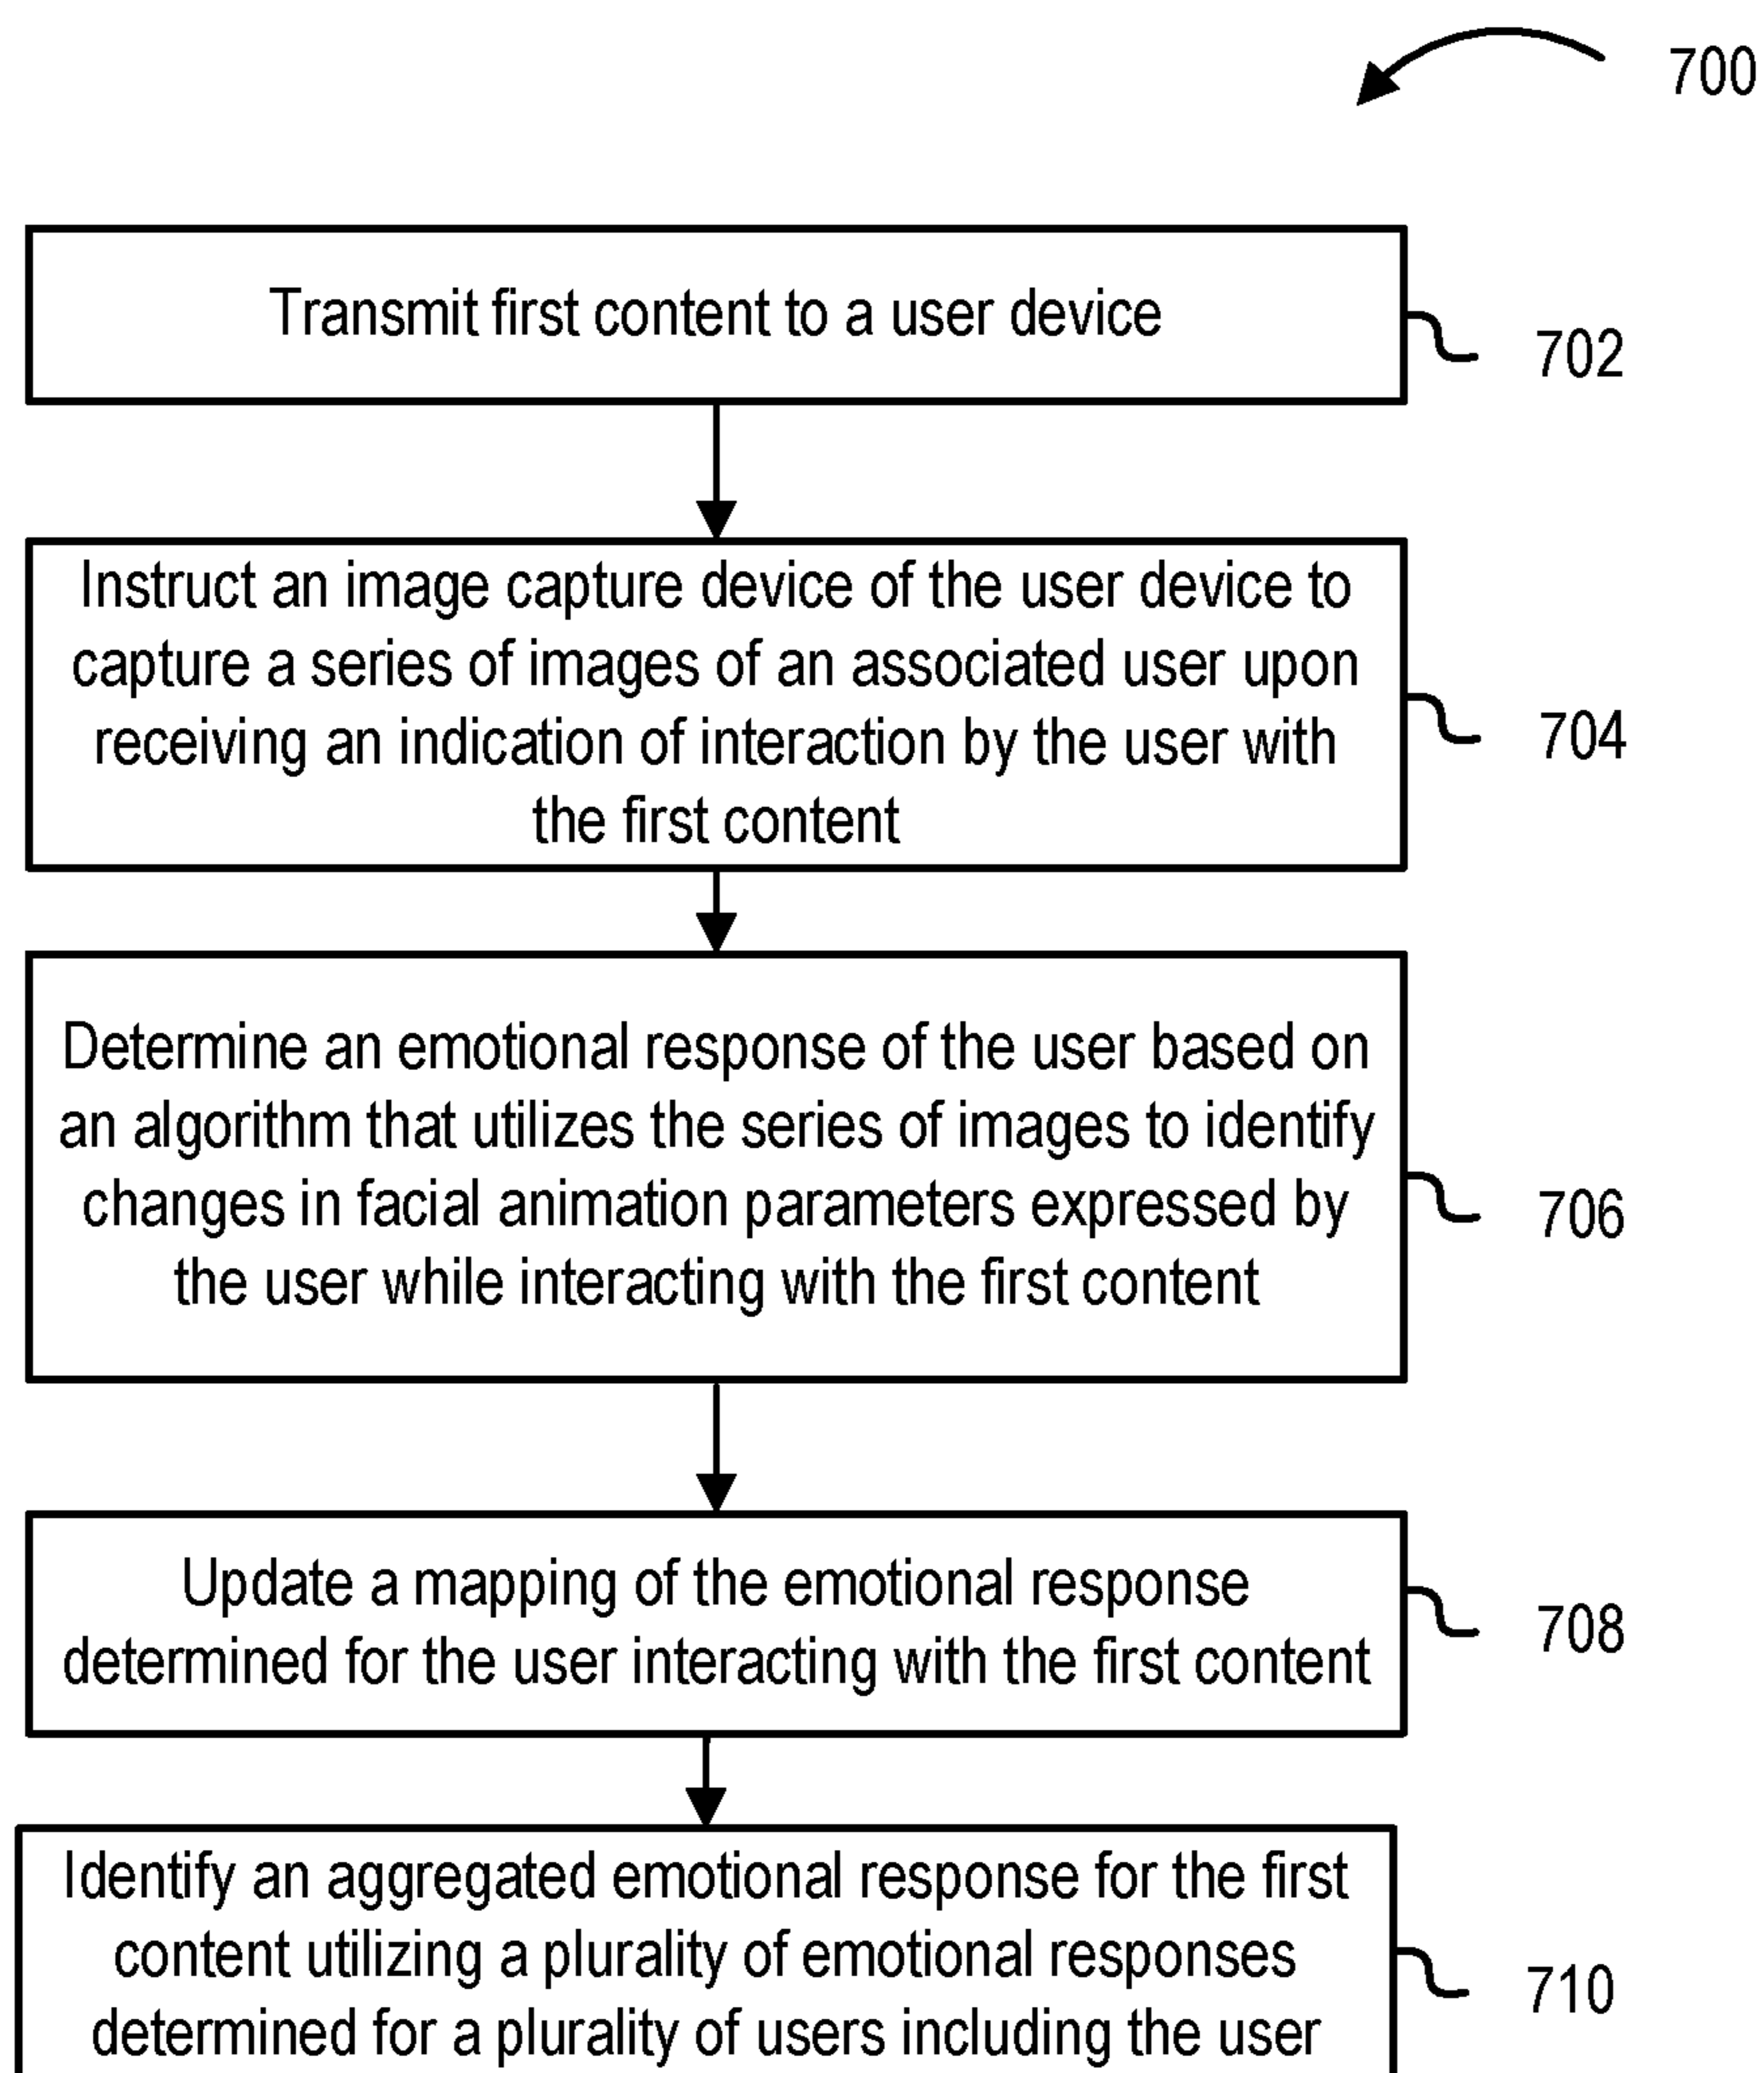 700
Transmit first content to a user device
702
Instruct an image capture device of the user device to
capture a series of images of an associated user upon
receiving an indication of interaction by the user with
the first content
704
Determine an emotional response of the user based on
an algorithm that utilizes the series of images to identify
changes in facial animation parameters expressed by
the user while interacting with the first content
706
Update a mapping of the emotional response
determined for the user interacting with the first content
708
Identify an aggregated emotional response for the first
content utilizing a plurality of emotional responses
determined for a plurality of users including the user
710